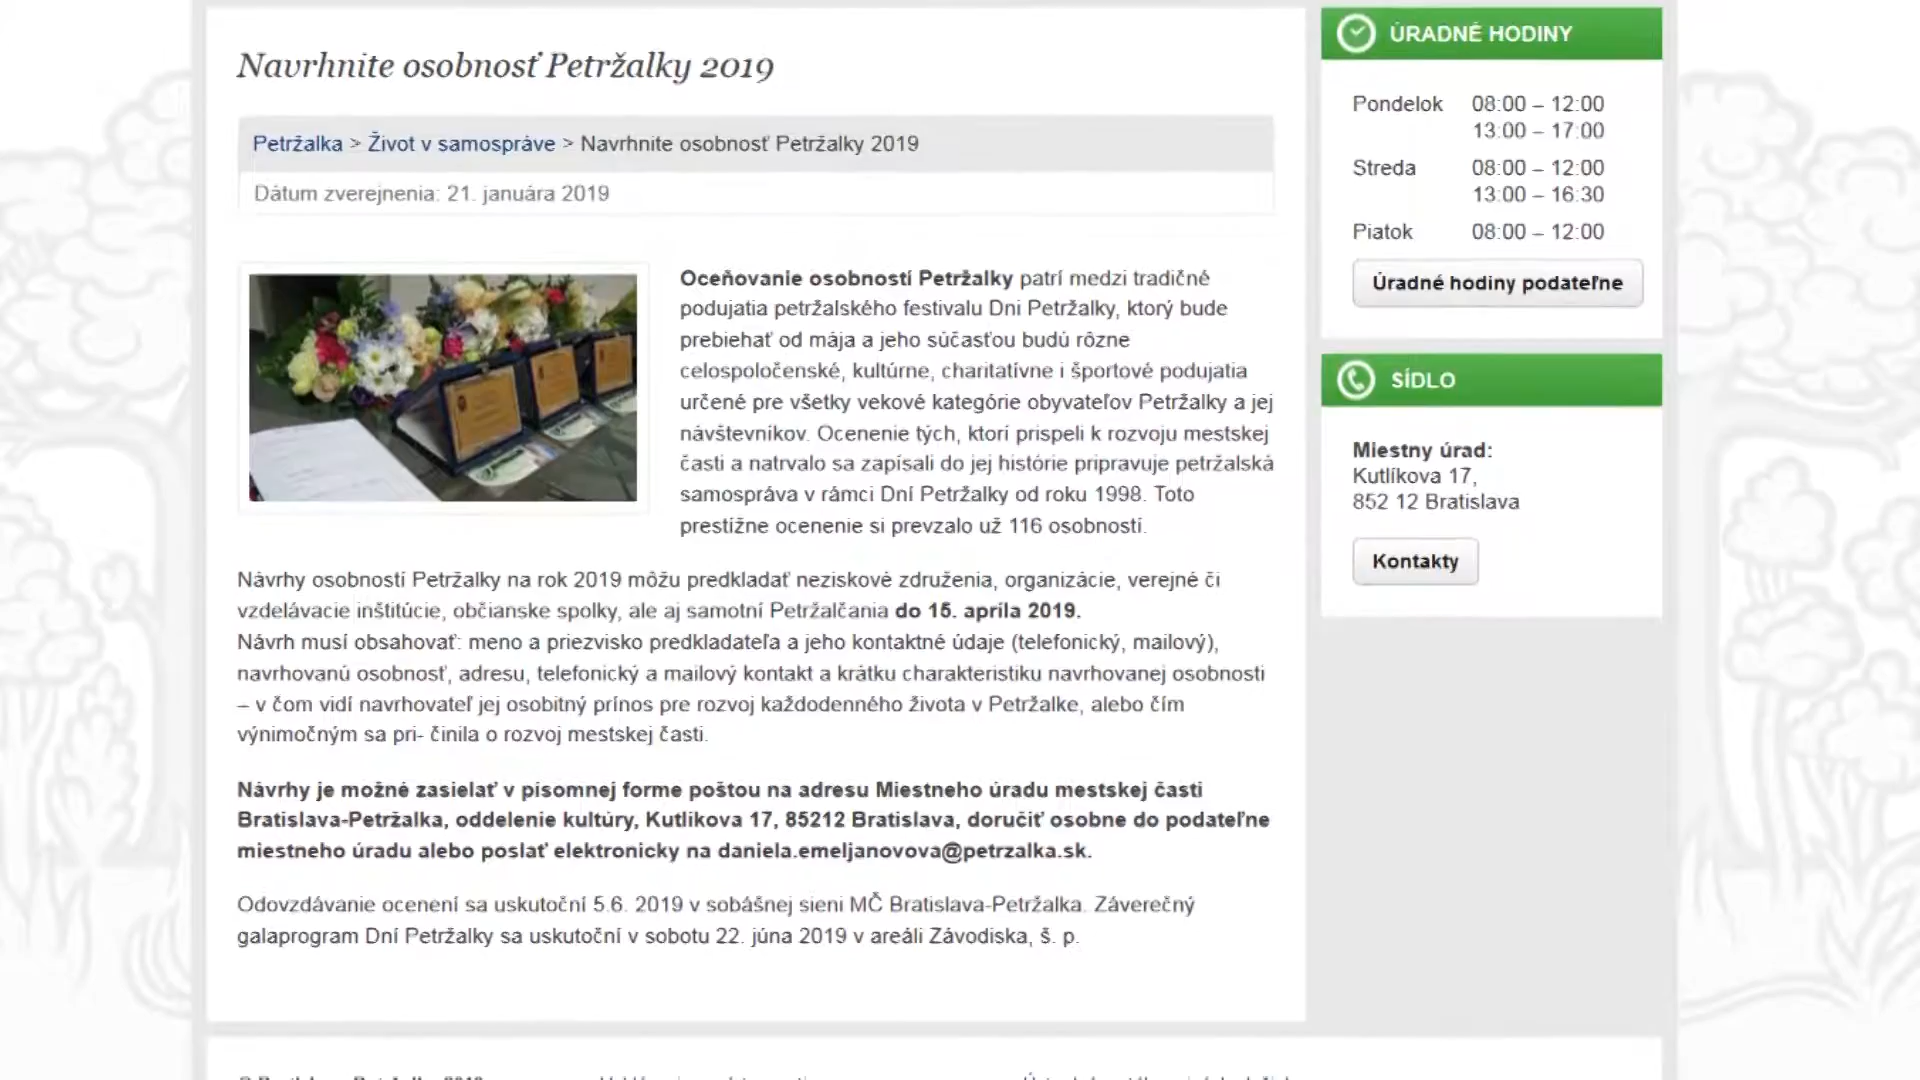 Navrhnite osobnosť Petržalky 2019
Petržalka > Život v samospráve > Navrhnite osobnosť Petržalky 2019
Dátum zverejnenia: 21. januára 2019
Oceňovanie osobností Petržalky patrí medzi tradičné
podujatia petržalského festivalu Dni Petržalky, ktorý bude
prebiehať od mája a jeho súčasťou budú rôzne
celospoločenské, kultúrne, charitatívne i športové podujatia
určené pre všetky vekové kategórie obyvateľov Petržalky a jej
návštevníkov. Ocenenie tých, ktorí prispeli k rozvoju mestskej
časti a natrvalo sa zapísali do jej histórie pripravuje petržalská
samospráva v rámci Dní Petržalky od roku 1998. Toto
prestížne ocenenie si prevzalo už 116 osobností.
Návrhy osobností Petržalky na rok 2019 môžu predkladať neziskové združenia, organizácie, verejné či
vzdelávacie inštitúcie, občianske spolky, ale aj samotní Petržalčania do 15. apríla 2019.
Návrh musí obsahovať: meno a priezvisko predkladateľa a jeho kontaktné údaje (telefonický, mailový),
navrhovanú osobnosť, adresu, telefonický a mailový kontakt a krátku charakteristiku navrhovanej osobnosti
– v čom vidí navrhovateľ jej osobitný prínos pre rozvoj každodenného života v Petržalke, alebo čím
výnimočným sa pri- činila o rozvoj mestskej časti.
Návrhy je možné zasielať v písomnej forme poštou na adresu Miestneho úradu mestskej časti
Bratislava-Petržalka, oddelenie kultúry, Kutlíkova 17, 85212 Bratislava, doručiť osobne do podateľne
miestneho úradu alebo poslať elektronicky na daniela.emeljanovova@petrzalka.sk.
Odovzdávanie ocenení sa uskutoční 5.6. 2019 v sobášnej sieni MČ Bratislava-Petržalka. Záverečný
galaprogram Dní Petržalky sa uskutoční v sobotu 22. júna 2019 v areáli Závodiska, š. p.
ÚRADNÉ HODINY
Pondelok 08:00 – 12:00
13:00 – 17:00
Streda 08:00 – 12:00
13:00 – 16:30
Piatok 08:00 – 12:00
Úradné hodiny podateľne
SÍDLO
Miestny úrad:
Kutlíkova 17,
852 12 Bratislava
Kontakty